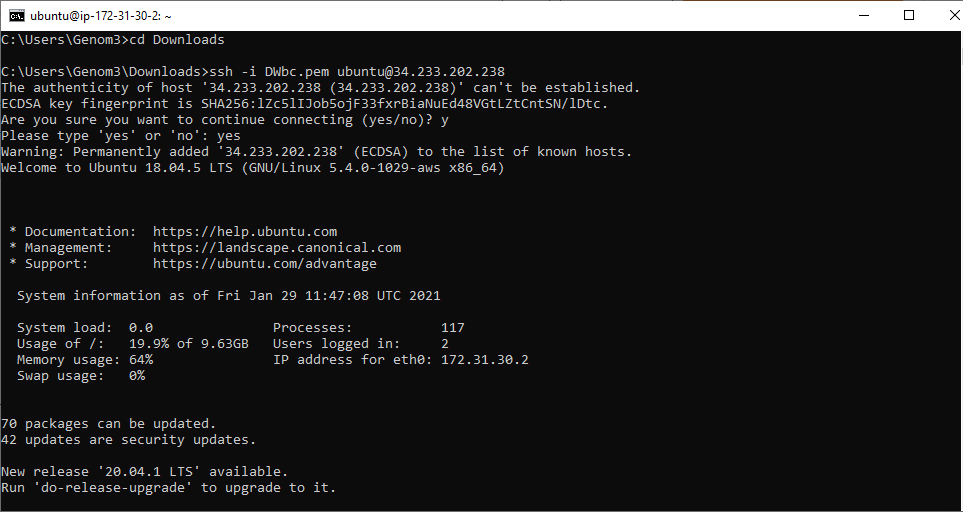 ubuntu@ip-172-31-30-2: ~
C:\Users\Genom3>cd Downloads
C:\Users\Genom3\Downloads>ssh -i DWbc.pem ubuntu@34.233.202.238
The authenticity of host '34.233.202.238 (34.233.202.238)' can't be established.
ECDSA key fingerprint is SHA256:lZc5lIJob5ojF33fxrBiaNuEd48VGtLZtCntSN/lDtc.
Are you sure you want to continue connecting (yes/no)? y
Please type 'yes' or 'no': yes
Warning: Permanently added '34.233.202.238' (ECDSA) to the list of known hosts.
Welcome to Ubuntu 18.04.5 LTS (GNU/Linux 5.4.0-1029-aws x86_64)
* Documentation:  https://help.ubuntu.com
* Management:     https://landscape.canonical.com
* Support:        https://ubuntu.com/advantage
System information as of Fri Jan 29 11:47:08 UTC 2021
System load:  0.0               Processes:           117
Usage of /:   19.9% of 9.63GB   Users logged in:     2
Memory usage: 64%               IP address for eth0: 172.31.30.2
Swap usage:   0%
70 packages can be updated.
42 updates are security updates.
New release '20.04.1 LTS' available.
Run 'do-release-upgrade' to upgrade to it.